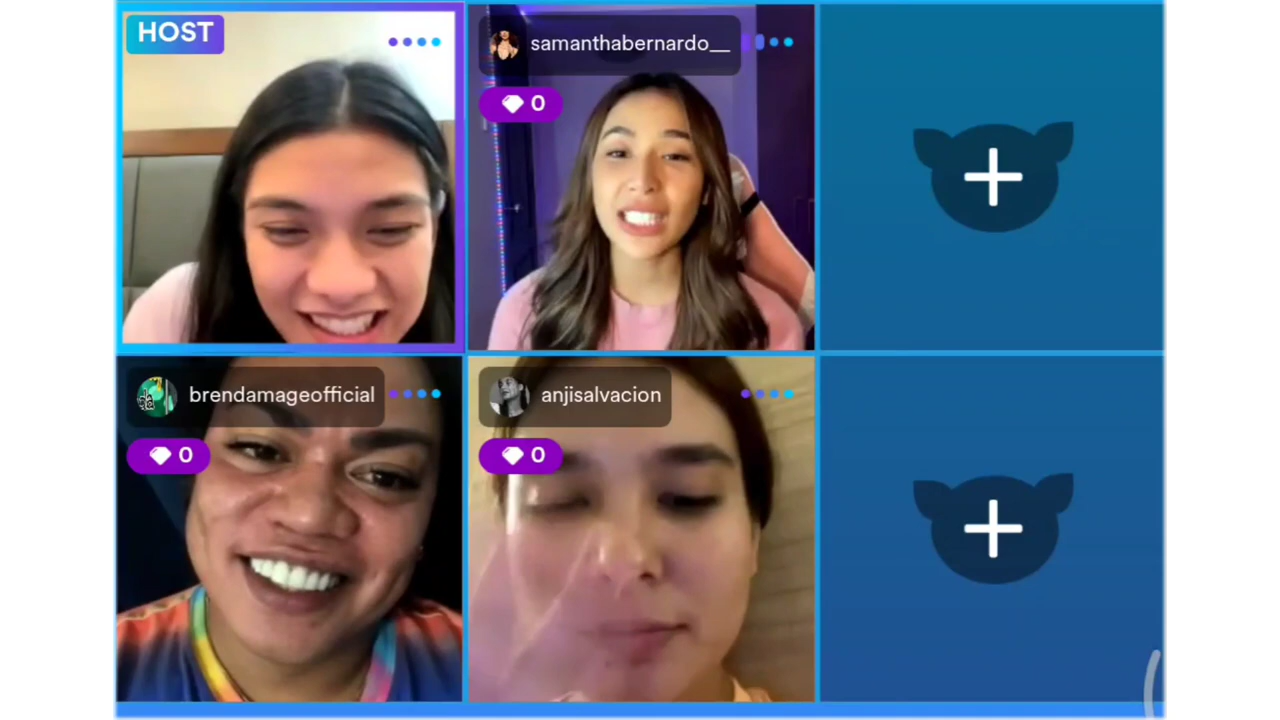 HOST
samanthabernardo__
0
brendamageofficial
0
anjisalvacion
0